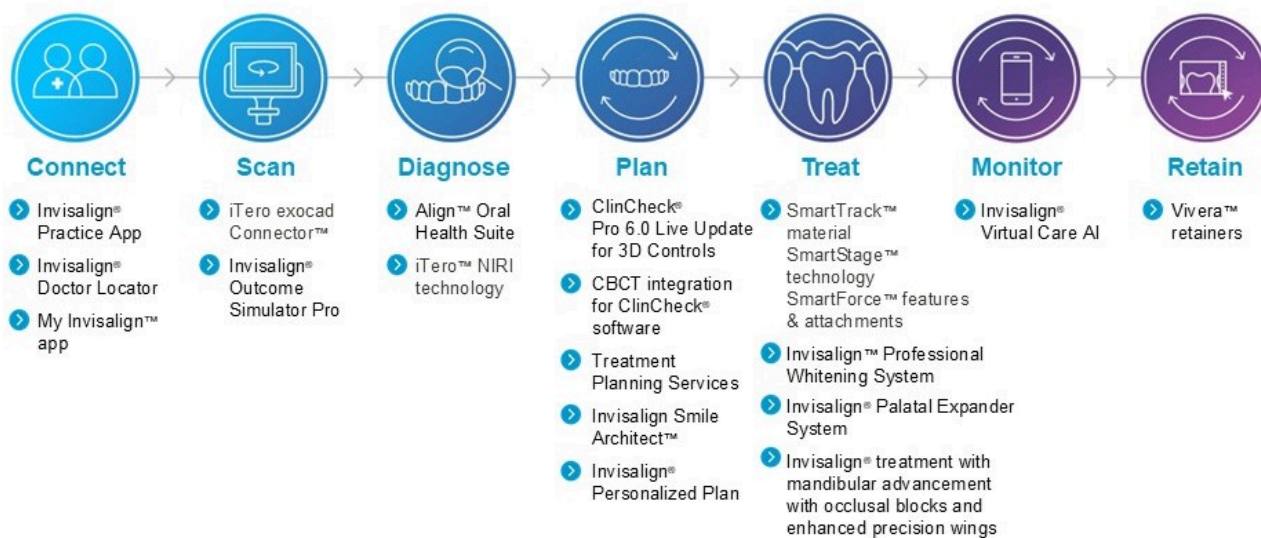 Connect
Scan
Diagnose
Plan
Treat
Monitor
Retain
Invisalign®
Practice App
Invisalign®
Doctor Locator
My Invisalign™
app
iTero exocad
Connector™
Invisalign®
Outcome
Simulator Pro
Align™ Oral
Health Suite
iTero™ NIRI
technology
ClinCheck®
Pro 6.0 Live Update
for 3D Controls
CBCT integration
for ClinCheck®
software
Treatment
Planning Services
Invisalign Smile
Architect™
Invisalign®
Personalized Plan
SmartTrack™
material
SmartStage™
technology
SmartForce™ features
& attachments
Invisalign™ Professional
Whitening System
Invisalign® Palatal Expander
System
Invisalign® treatment with
mandibular advancement
with occlusal blocks and
enhanced precision wings
Invisalign®
Virtual Care AI
Vivera™
retainers